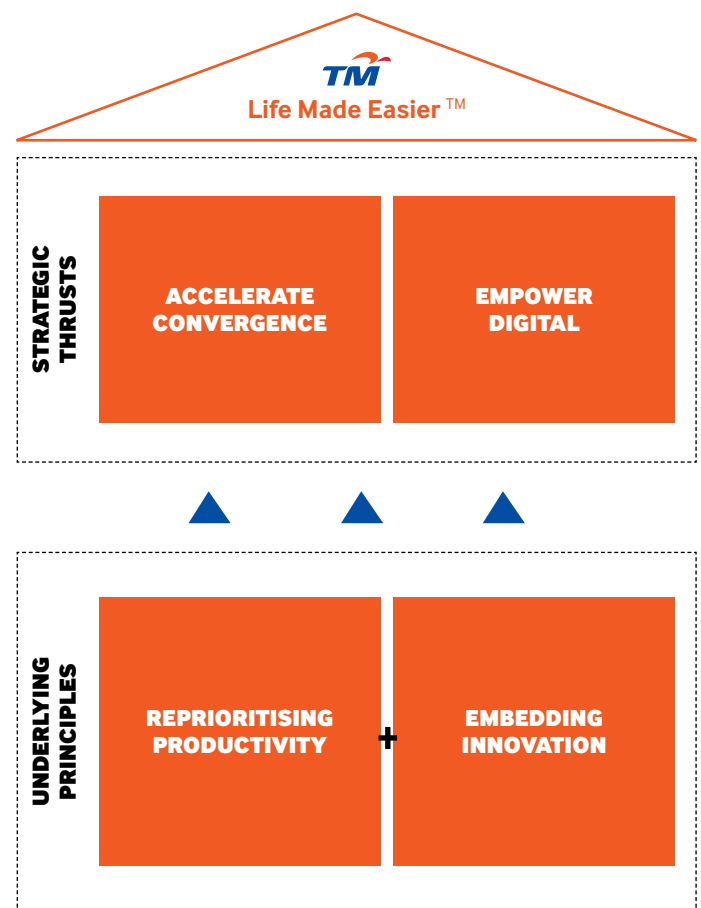 TM
Life Made Easier TM
STRATEGIC
THRUSTS
ACCELERATE
CONVERGENCE
EMPOWER
DIGITAL
UNDERLYING
PRINCIPLES
REPRIORITISING
PRODUCTIVITY
+
EMBEDDING
INNOVATION